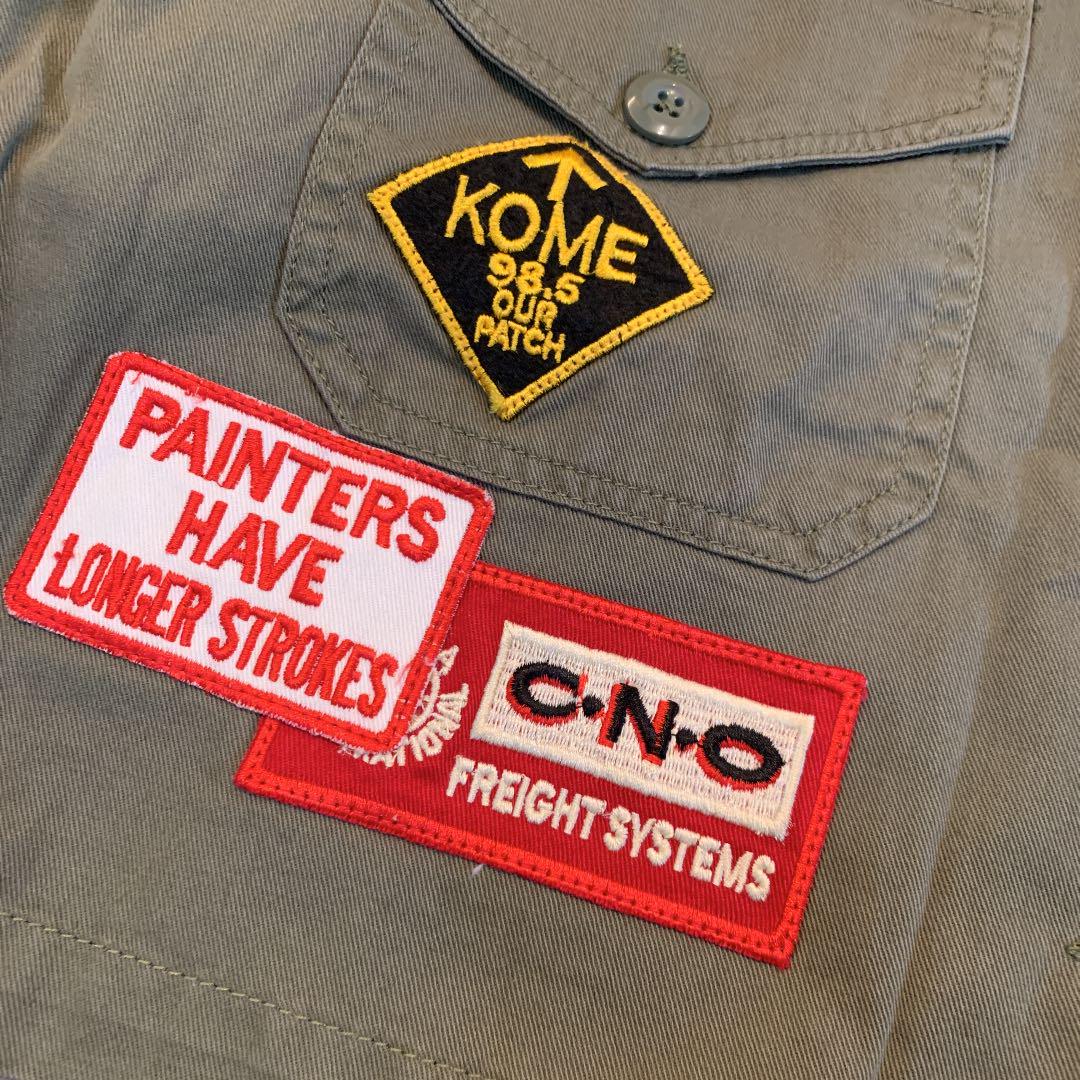 KOME
98.5
OUR
PATCH
PAINTERS
HAVE
LONGER STROKES
C·N·O
FREIGHT SYSTEMS